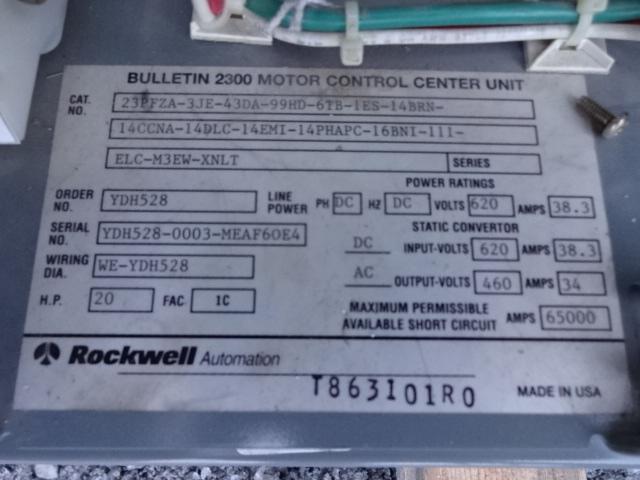 BULLETIN 2300 MOTOR CONTROL CENTER UNIT
CAT. NO. 23PFZA-3JE-43DA-99HD-6TB-1ES-14BRN-
14CCNA-14DLC-14EMI-14PHAPC-16BNI-111-
ELC-M3EW-XNLT SERIES
POWER RATINGS
ORDER NO. YDH528 LINE POWER PH DC HZ DC VOLTS 620 AMPS 38.3
STATIC CONVERTOR
SERIAL NO. YDH528-0003-MEAF60E4 DC INPUT-VOLTS 620 AMPS 38.3
WIRING DIA. WE-YDH528 AC OUTPUT-VOLTS 460 AMPS 34
H.P. 20 FAC. 1C MAXIMUM PERMISSIBLE AVAILABLE SHORT CIRCUIT AMPS 65000
Rockwell Automation
T863101R0 MADE IN USA